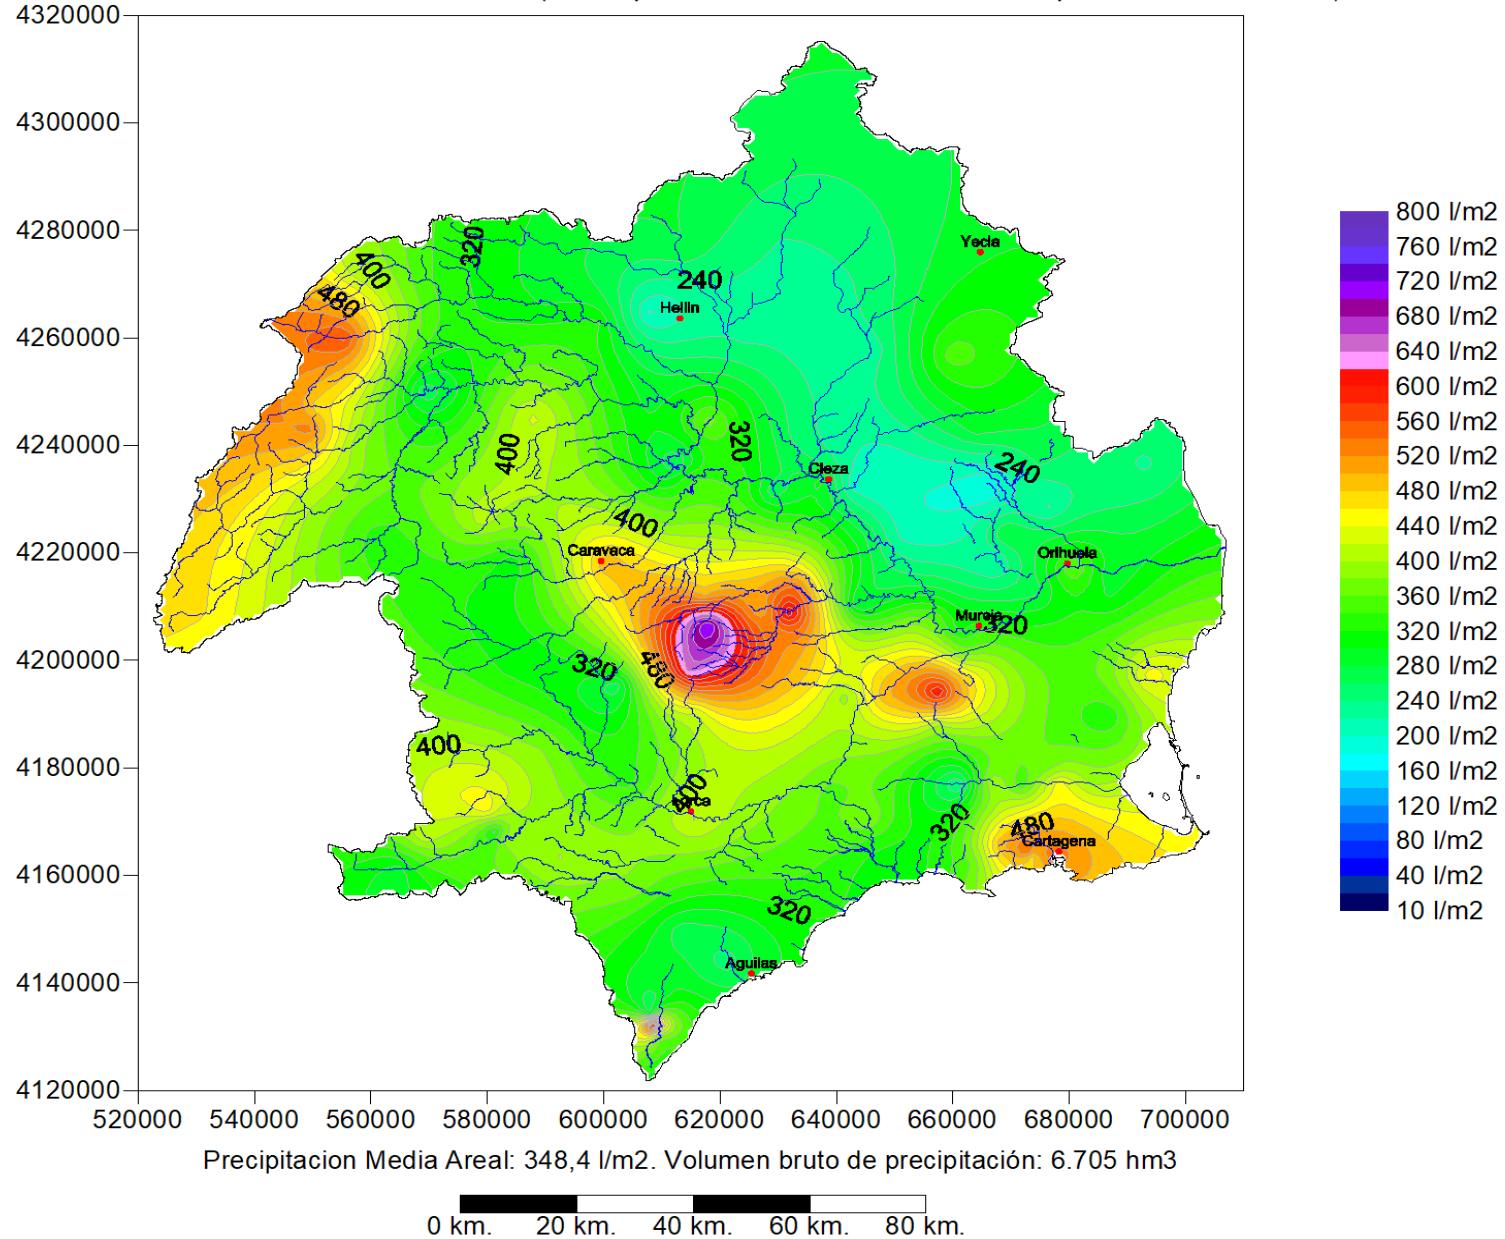 4320000
4300000
4280000
4260000
4240000
4220000
4200000
4180000
4160000
4140000
4120000
520000 540000 560000 580000 600000 620000 640000 660000 680000 700000
Yecla
320
400
240
480
Hellin
320
400
Cieza
240
400
Caravaca
Orihuela
Murcia
320
320
480
400
400
Lorca
320
480
Cartagena
320
Aguilas
800 l/m2
760 l/m2
720 l/m2
680 l/m2
640 l/m2
600 l/m2
560 l/m2
520 l/m2
480 l/m2
440 l/m2
400 l/m2
360 l/m2
320 l/m2
280 l/m2
240 l/m2
200 l/m2
160 l/m2
120 l/m2
80 l/m2
40 l/m2
10 l/m2
Precipitacion Media Areal: 348,4 l/m2. Volumen bruto de precipitación: 6.705 hm3
0 km. 20 km. 40 km. 60 km. 80 km.